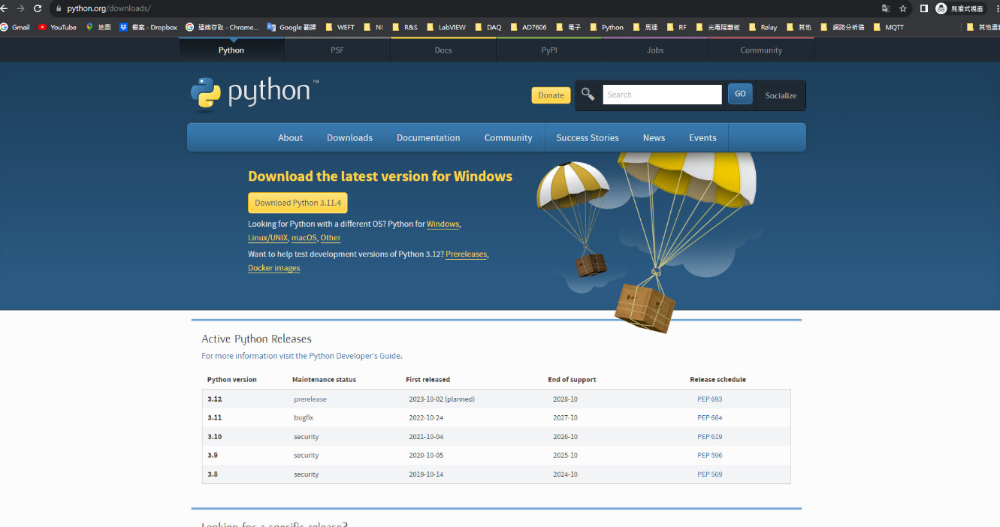 python.org/downloads/
無痕式視窗
Gmail YouTube 地圖 檔案 - Dropbox 遠端存取 - Chrome... Google 翻譯 WEFT NI R&S LabVIEW DAQ AD7606 電子 Python 馬達 RF 光電隔離板 Relay 其他 網路分析儀 MQTT
Python PSF Docs PyPI Jobs Community
python™
Donate Search GO Socialize
About Downloads Documentation Community Success Stories News Events
Download the latest version for Windows
Download Python 3.11.4
Looking for Python with a different OS? Python for Windows,
Linux/UNIX, macOS, Other
Want to help test development versions of Python 3.12? Prereleases,
Docker images
Active Python Releases
For more information visit the Python Developer's Guide.
Python version Maintenance status First released End of support Release schedule
3.12 prerelease 2023-10-02 (planned) 2028-10 PEP 693
3.11 bugfix 2022-10-24 2027-10 PEP 664
3.10 security 2021-10-04 2026-10 PEP 619
3.9 security 2020-10-05 2025-10 PEP 596
3.8 security 2019-10-14 2024-10 PEP 569
Looking for a specific release?